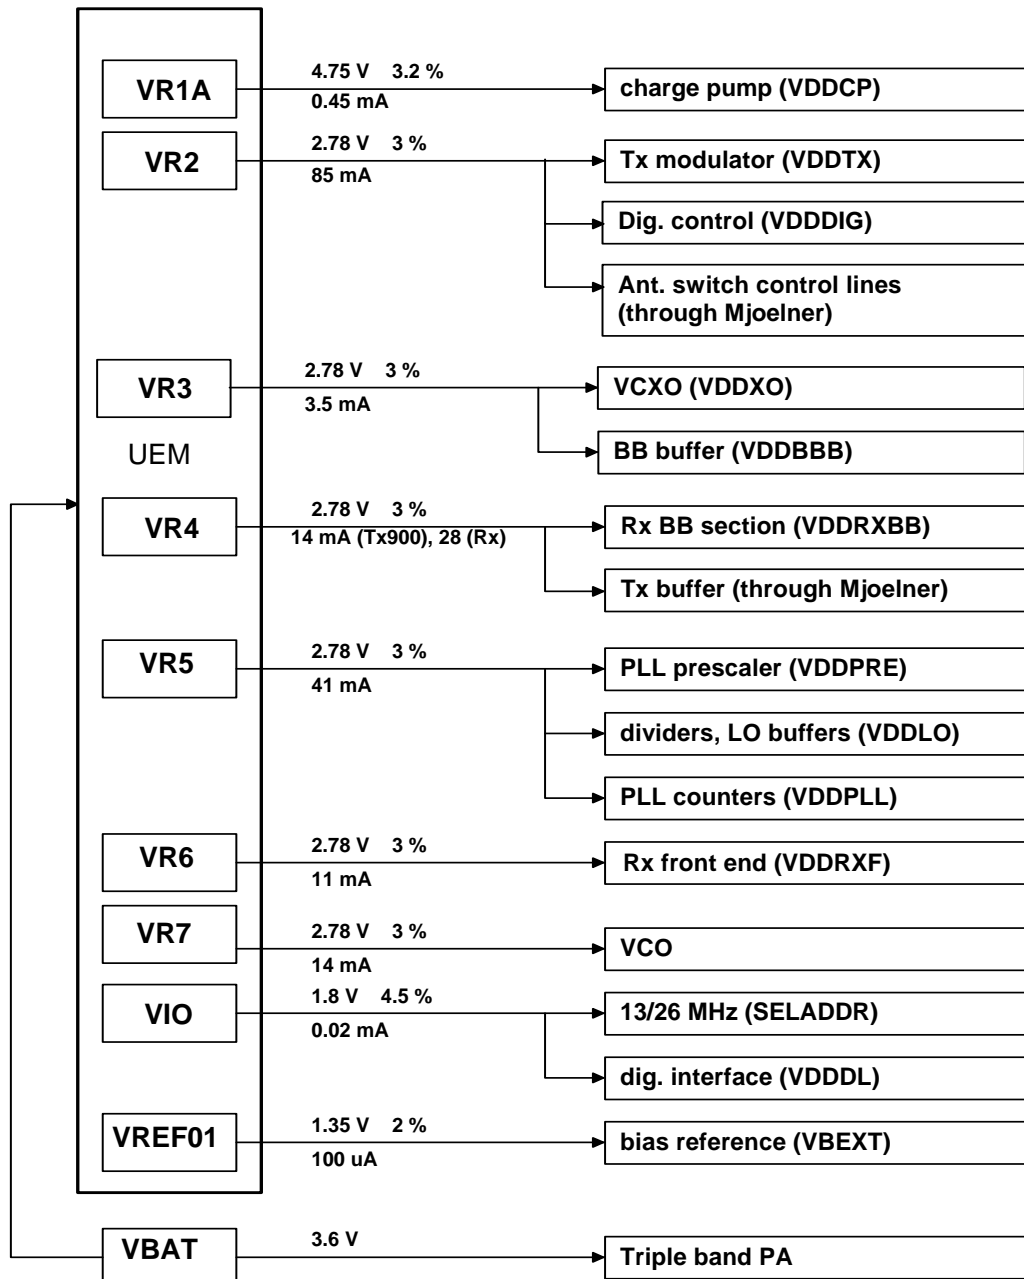 VR1A
4.75 V 3.2 %
0.45 mA
charge pump (VDDCP)
VR2
2.78 V 3 %
85 mA
Tx modulator (VDDTX)
Dig. control (VDDDIG)
Ant. switch control lines
(through Mjoelner)
VR3
2.78 V 3 %
3.5 mA
VCXO (VDDXO)
BB buffer (VDDBBB)
UEM
VR4
2.78 V 3 %
14 mA (Tx900), 28 (Rx)
Rx BB section (VDDRXBB)
Tx buffer (through Mjoelner)
VR5
2.78 V 3 %
41 mA
PLL prescaler (VDDPRE)
dividers, LO buffers (VDDLO)
PLL counters (VDDPLL)
VR6
2.78 V 3 %
11 mA
Rx front end (VDDRXF)
VR7
2.78 V 3 %
14 mA
VCO
VIO
1.8 V 4.5 %
0.02 mA
13/26 MHz (SELADDR)
dig. interface (VDDDL)
VREF01
1.35 V 2 %
100 uA
bias reference (VBEXT)
VBAT
3.6 V
Triple band PA